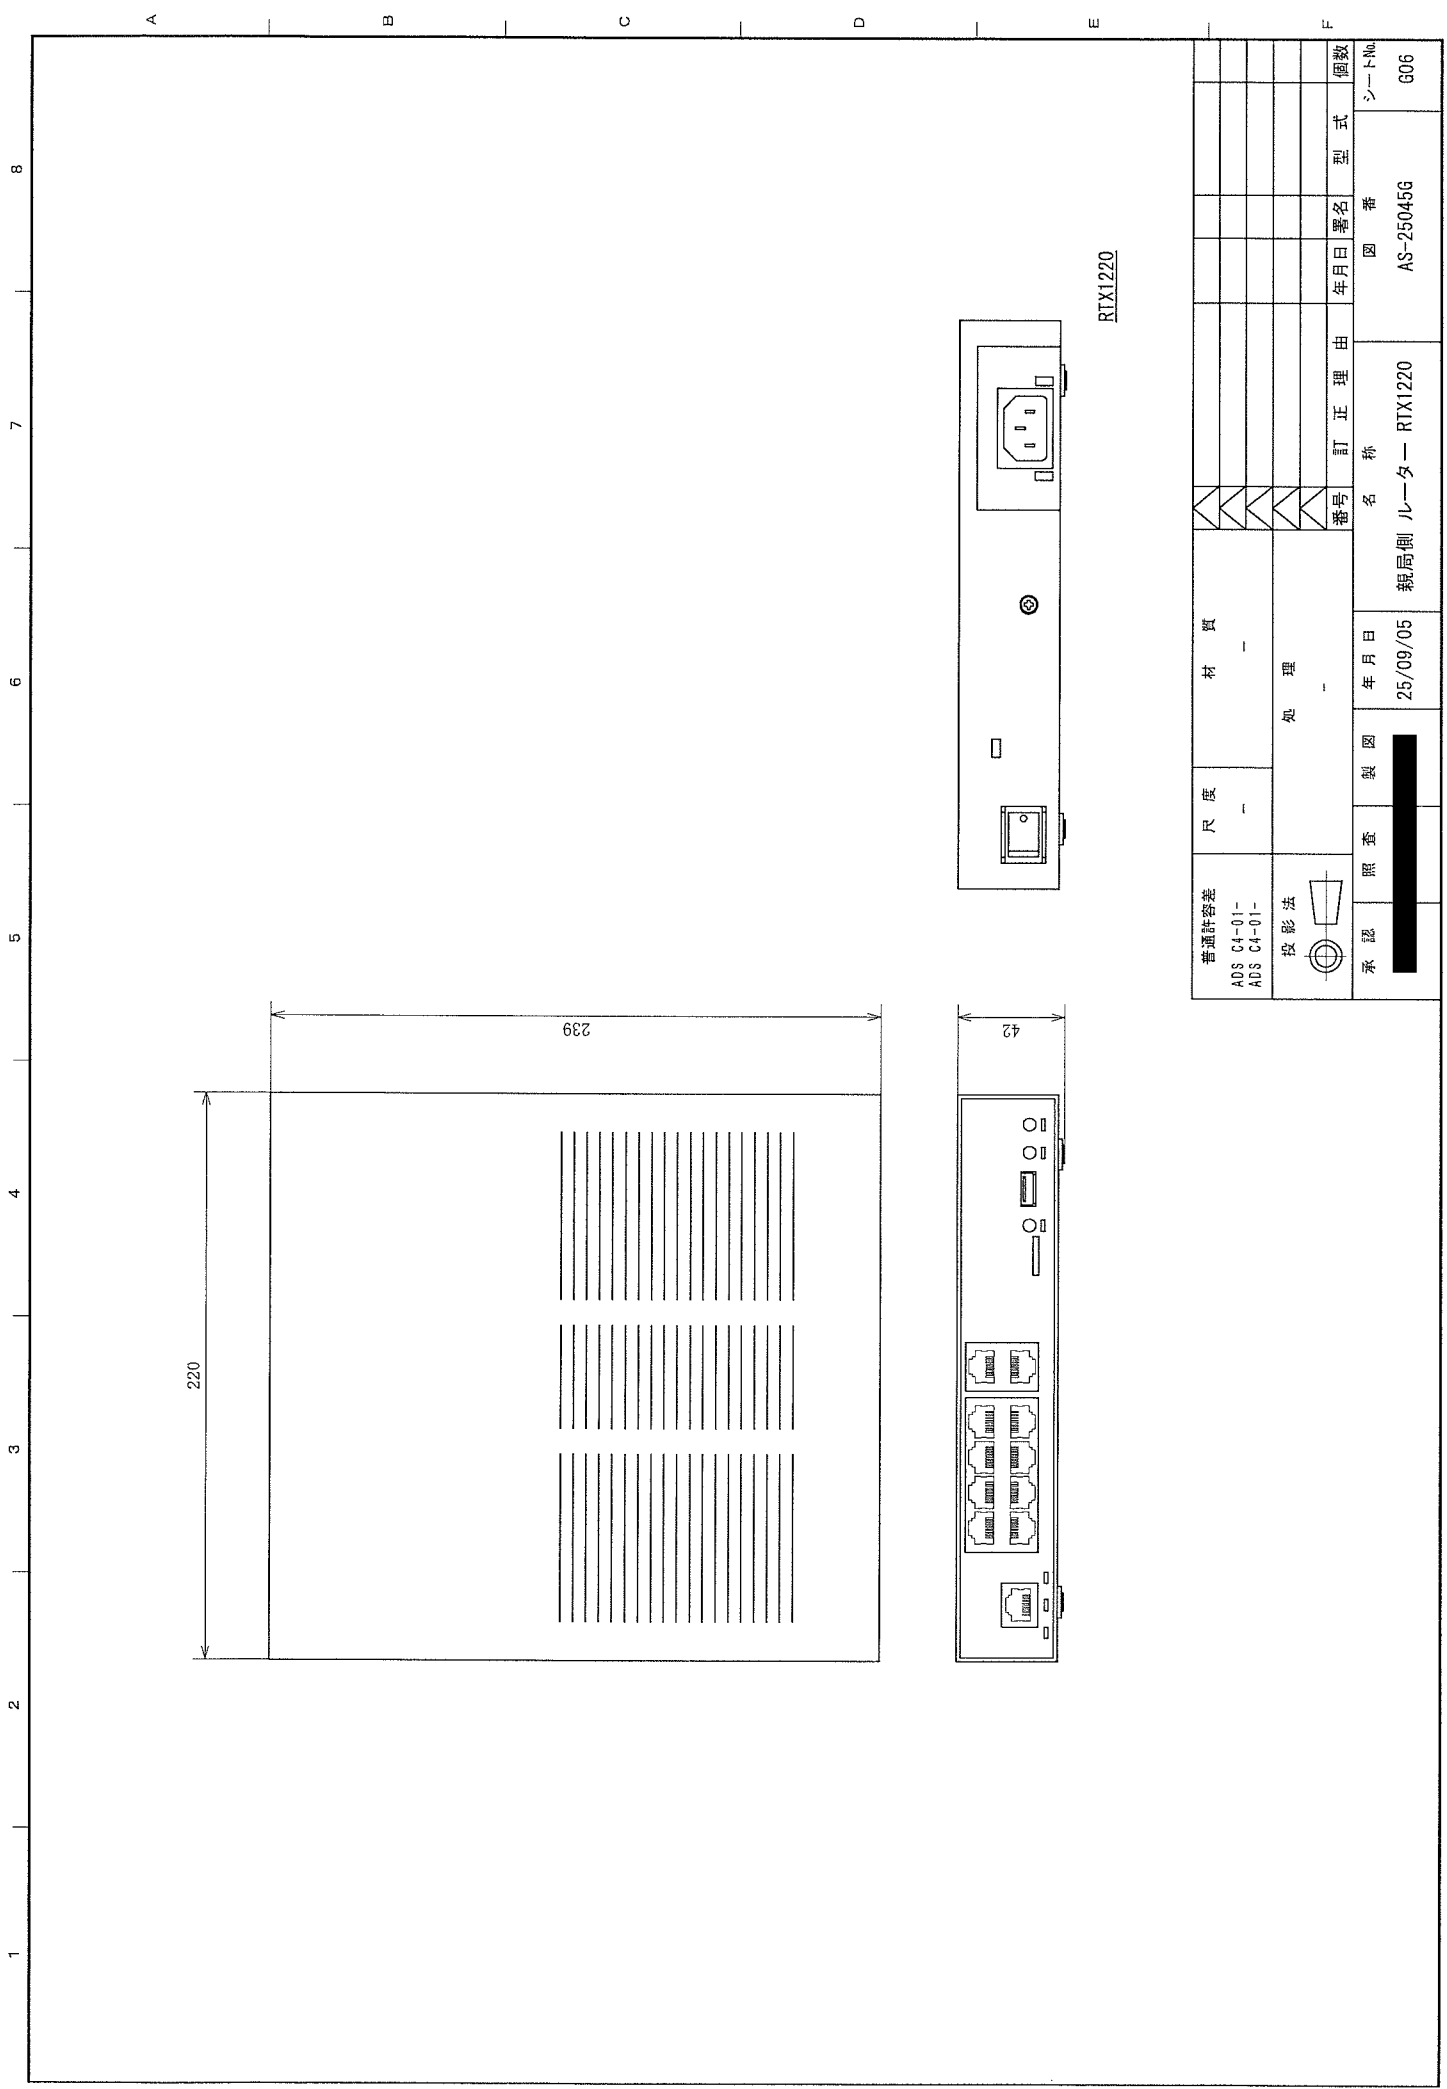 1 2 3 4 5 6 7 8
A
B
C
D
E
F
220
239
42
RTX1220
普通許容差
ADS C4-01-
ADS C4-01-
尺 度
-
材 質
-
投 影 法
処 理
-
番号 訂 正 理 由 年月日 署名 型 式 個数
承 認 照 査 製 図 年 月 日 名 称 図 番 シートNo.
25/09/05 親局側 ルーター RTX1220 AS-25045G G06